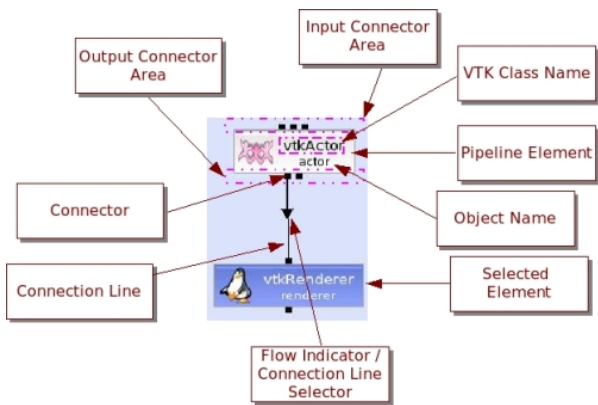 Input Connector
Area
Output Connector
Area
VTK Class Name
vtkActor
actor
Pipeline Element
Connector
Object Name
Connection Line
vtkRenderer
renderer
Selected
Element
Flow Indicator /
Connection Line
Selector